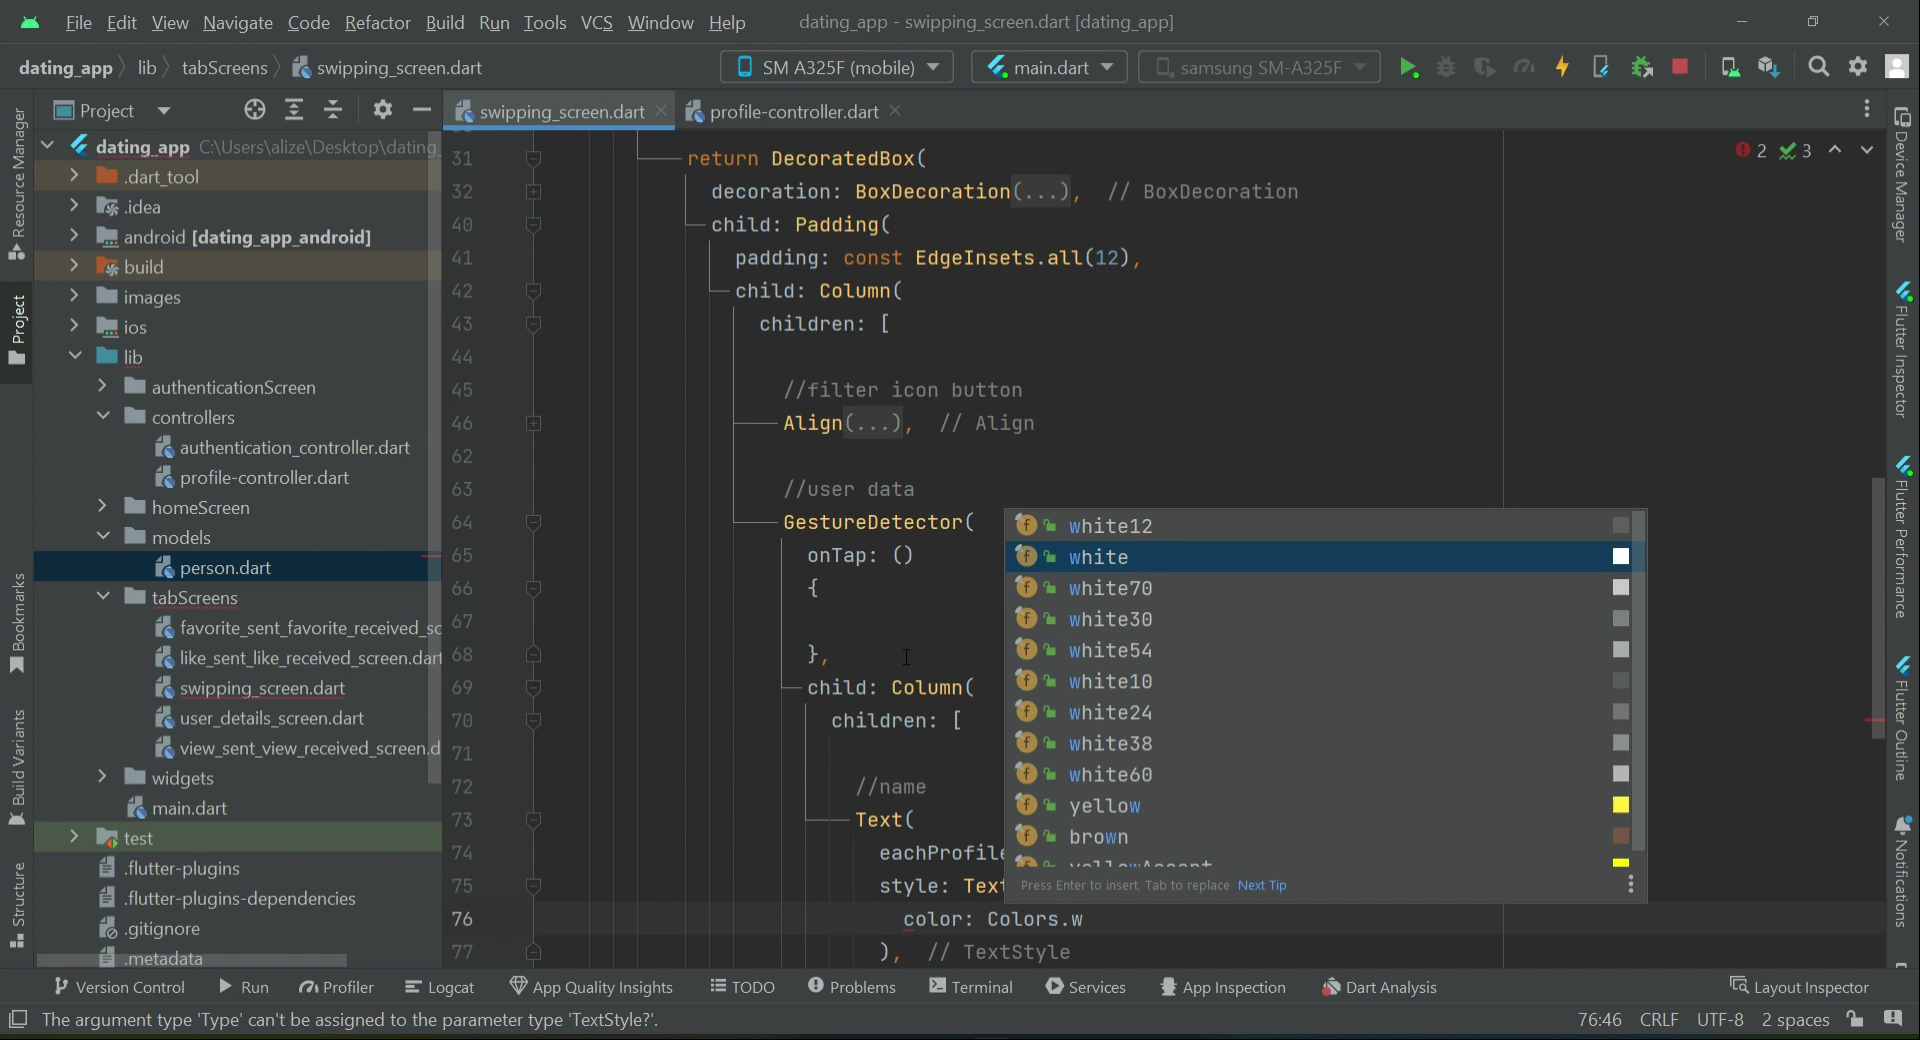 File Edit View Navigate Code Refactor Build Run Tools VCS Window Help dating_app - swipping_screen.dart [dating_app]
dating_app lib tabScreens swipping_screen.dart SM A325F (mobile) main.dart samsung SM-A325F
Project
swipping_screen.dart profile-controller.dart
Resource Manager
Project
Bookmarks
Build Variants
Structure
dating_app C:\Users\alize\Desktop\dating_
.dart_tool
.idea
android [dating_app_android]
build
images
ios
lib
authenticationScreen
controllers
authentication_controller.dart
profile-controller.dart
homeScreen
models
person.dart
tabScreens
favorite_sent_favorite_received_sc
like_sent_like_received_screen.dart
swipping_screen.dart
user_details_screen.dart
view_sent_view_received_screen.d
widgets
main.dart
test
.flutter-plugins
.flutter-plugins-dependencies
.gitignore
.metadata
2 3
31 return DecoratedBox(
32 decoration: BoxDecoration(...), // BoxDecoration
40 child: Padding(
41 padding: const EdgeInsets.all(12),
42 child: Column(
43 children: [
44
45 //filter icon button
46 Align(...), // Align
62
63 //user data
64 GestureDetector(
65 onTap: ()
66 {
67
68 },
69 child: Column(
70 children: [
71
72 //name
73 Text(
74 eachProfile
75 style: Text
76 color: Colors.w
77 ), // TextStyle
white12
white
white70
white30
white54
white10
white24
white38
white60
yellow
brown
yellowAccent
Press Enter to insert, Tab to replace Next Tip
Device Manager
Flutter Inspector
Flutter Performance
Flutter Outline
Notifications
Version Control Run Profiler Logcat App Quality Insights TODO Problems Terminal Services App Inspection Dart Analysis Layout Inspector
The argument type 'Type' can't be assigned to the parameter type 'TextStyle?'. 76:46 CRLF UTF-8 2 spaces